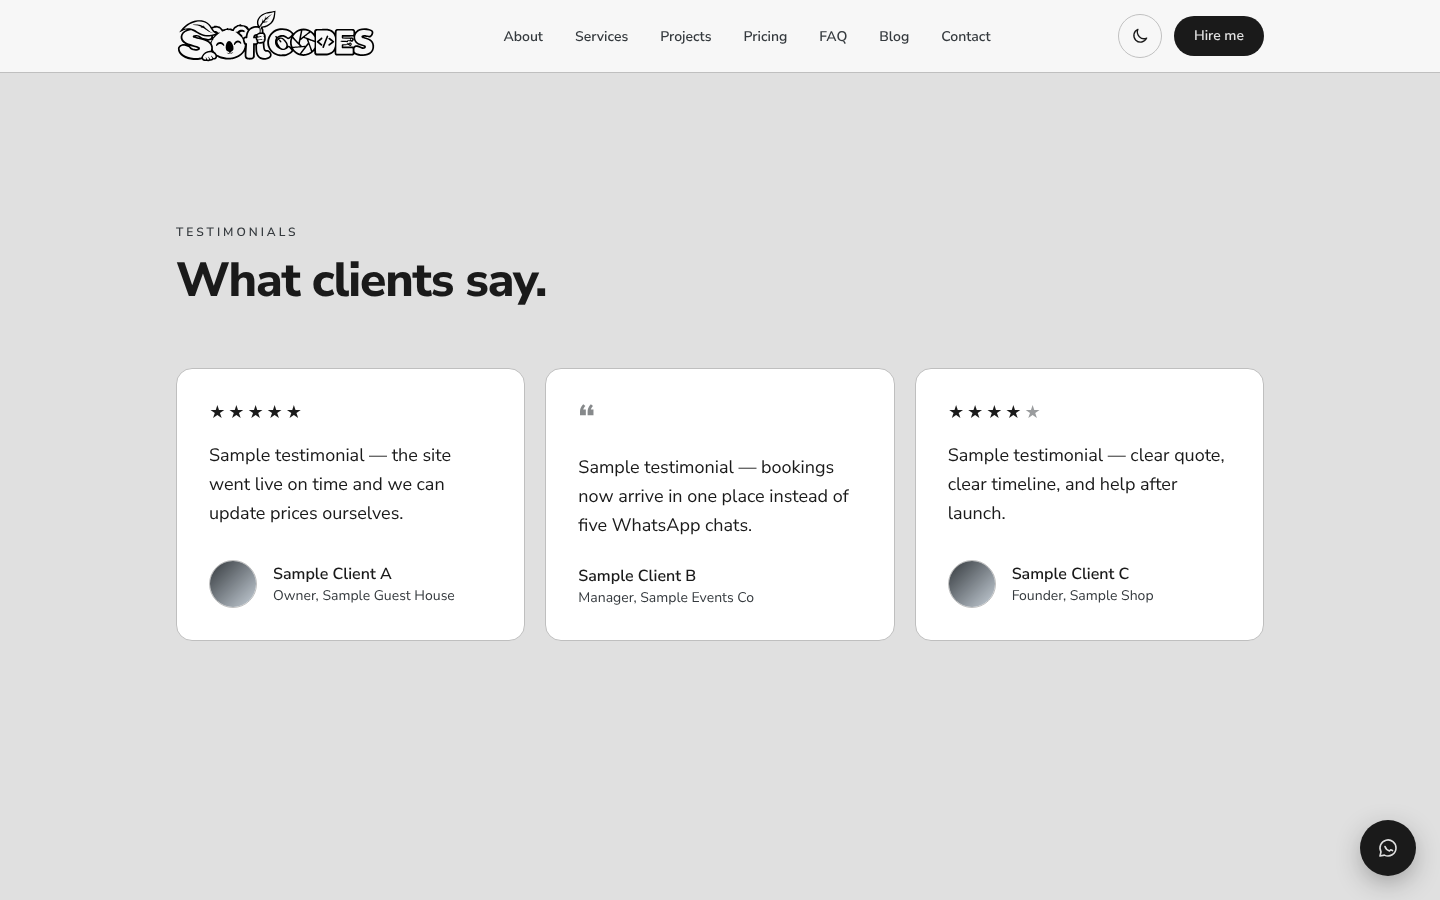 SofiCODES
About
Services
Projects
Pricing
FAQ
Blog
Contact
Hire me
TESTIMONIALS
What clients say.
★★★★★
Sample testimonial — the site
went live on time and we can
update prices ourselves.
Sample Client A
Owner, Sample Guest House
“
Sample testimonial — bookings
now arrive in one place instead of
five WhatsApp chats.
Sample Client B
Manager, Sample Events Co
★★★★★
Sample testimonial — clear quote,
clear timeline, and help after
launch.
Sample Client C
Founder, Sample Shop